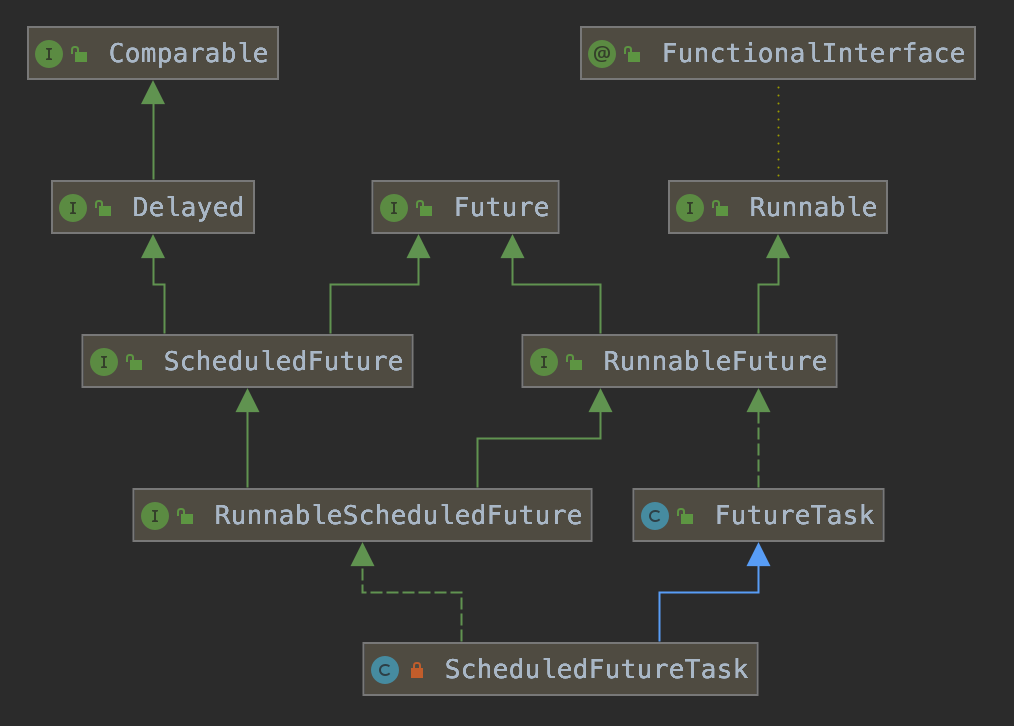 I Comparable
@ FunctionalInterface
I Delayed
I Future
I Runnable
I ScheduledFuture
I RunnableFuture
I RunnableScheduledFuture
C FutureTask
C ScheduledFutureTask